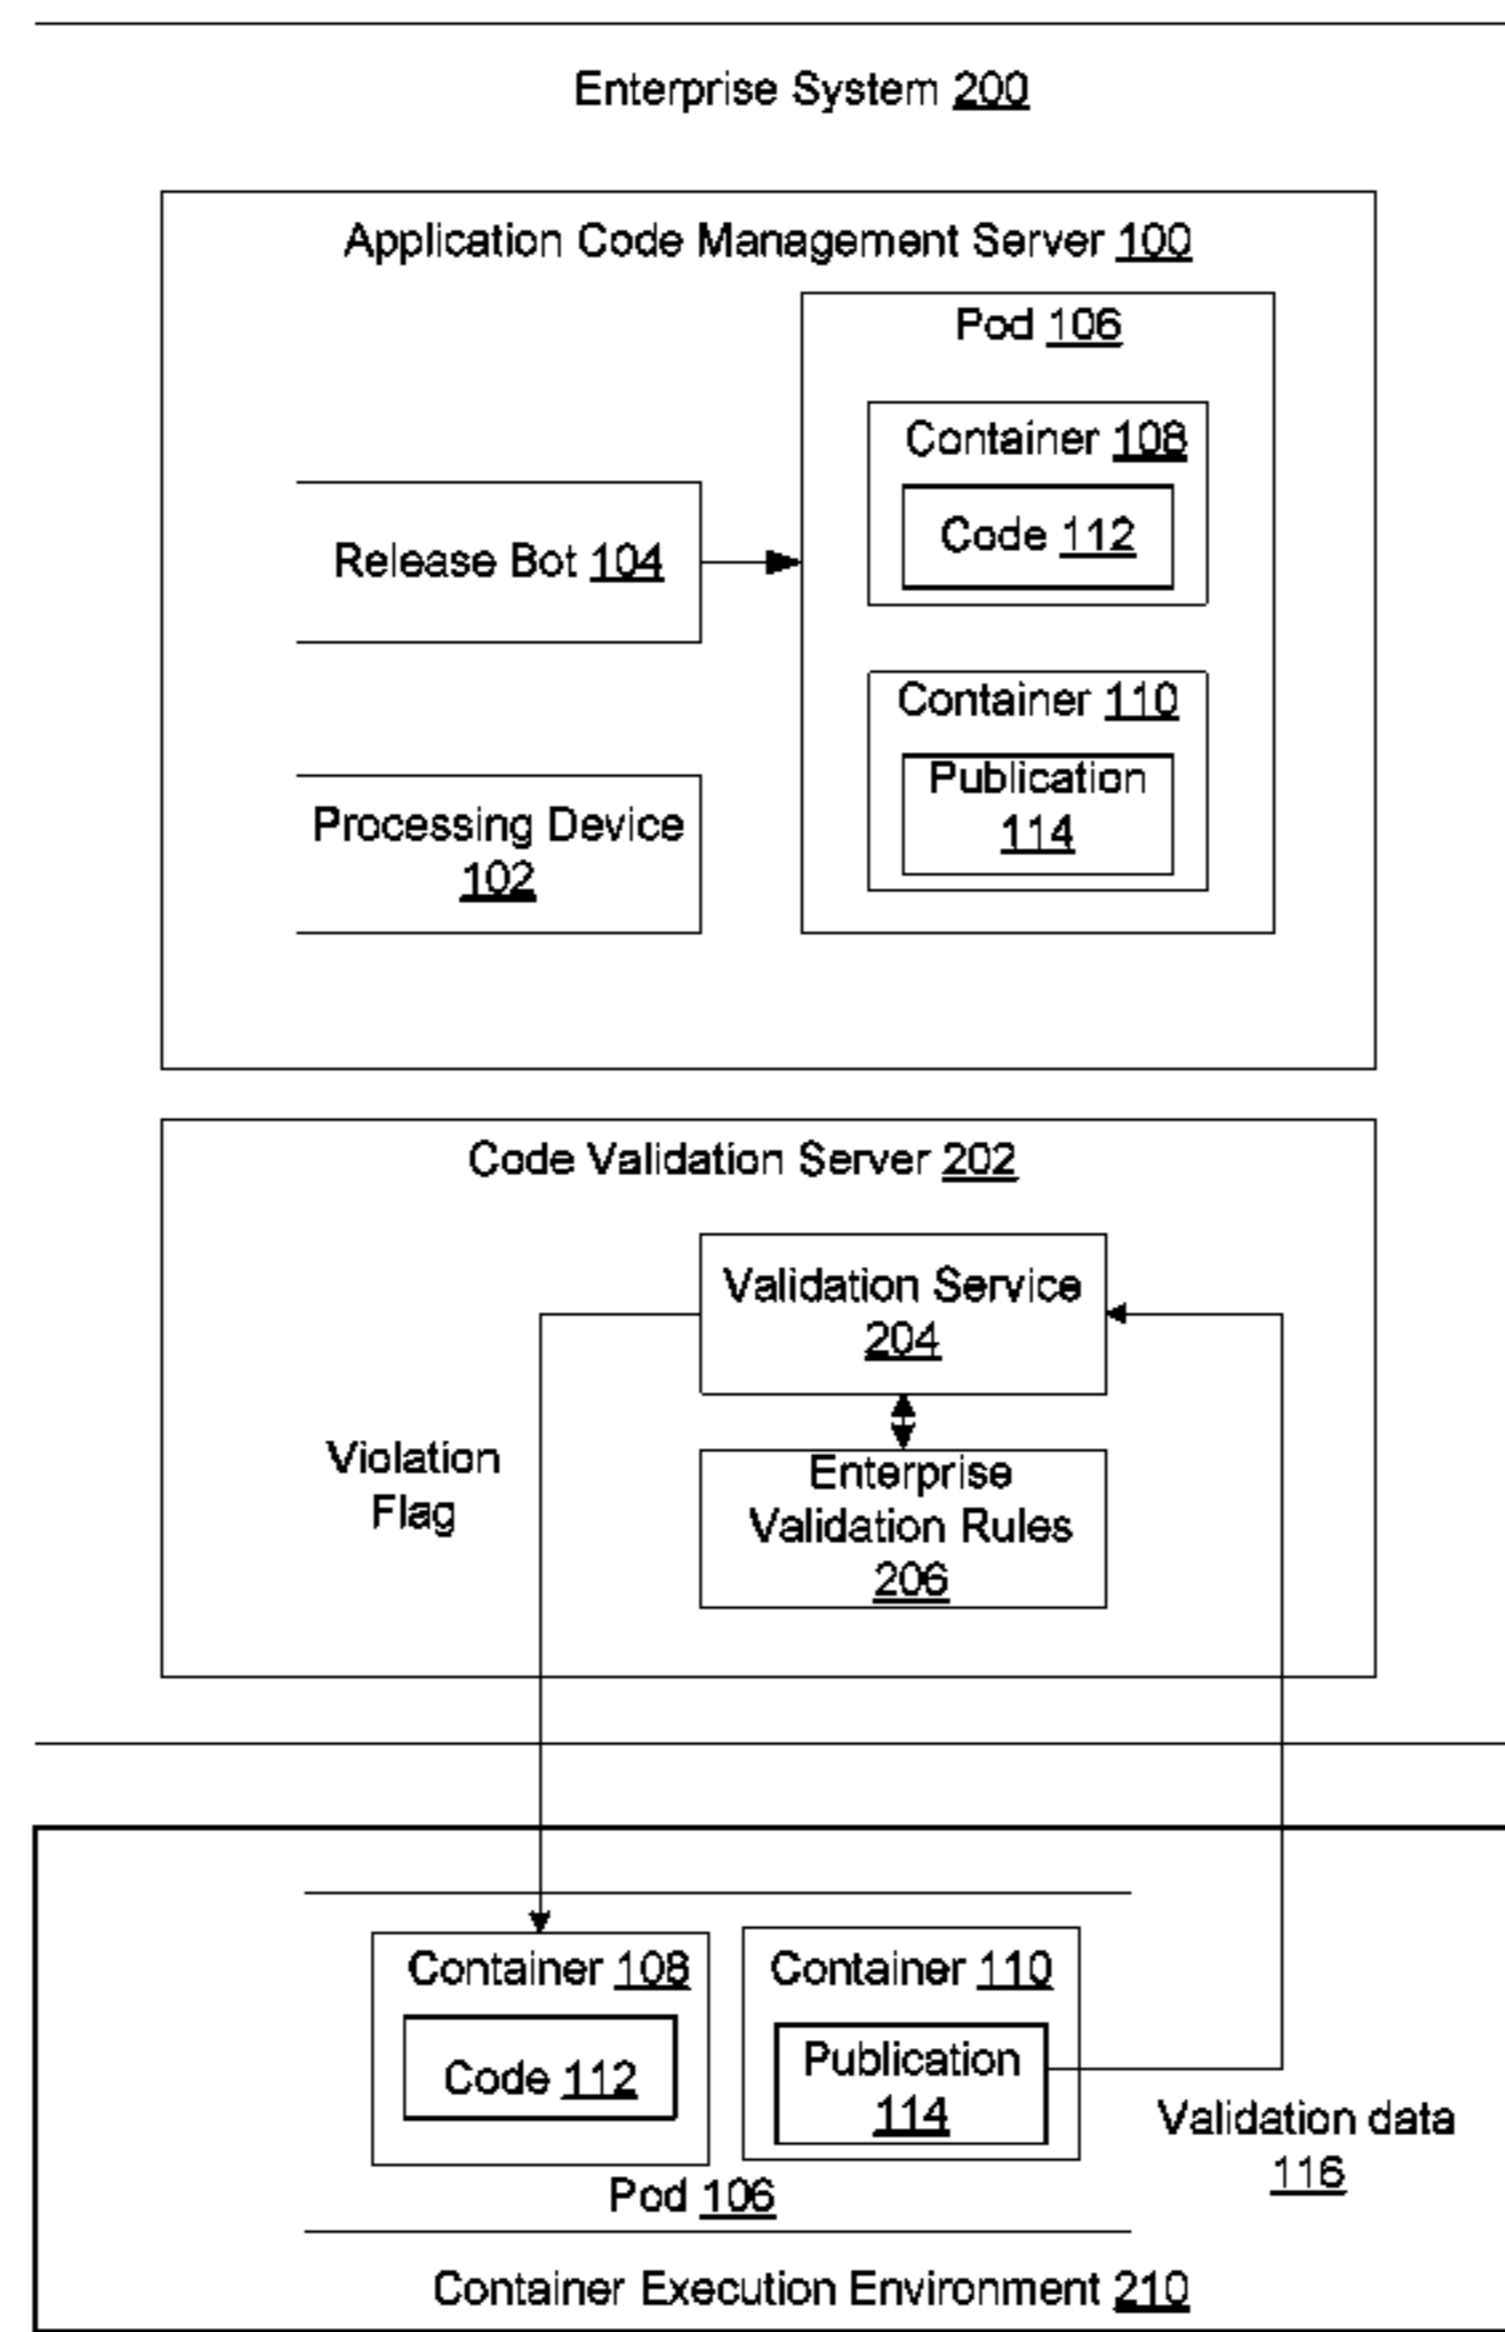 Enterprise System 200
Application Code Management Server 100
Pod 106
Container 108
Code 112
Release Bot 104
Container 110
Publication
114
Processing Device
102
Code Validation Server 202
Validation Service
204
Violation
Flag
Enterprise
Validation Rules
206
Container 108
Code 112
Container 110
Publication
114
Validation data
116
Pod 106
Container Execution Environment 210